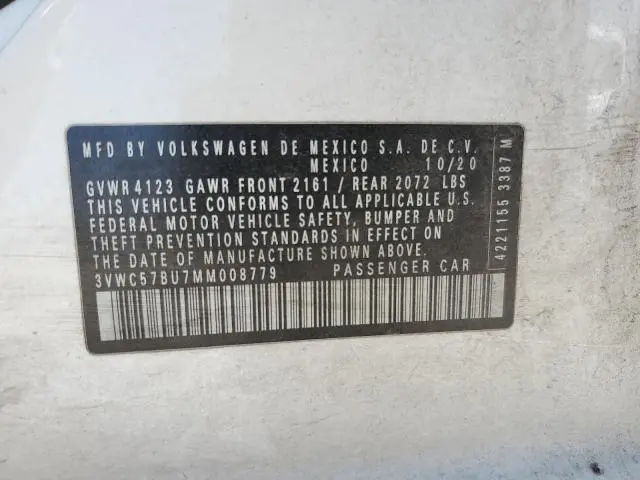 MFD BY VOLKSWAGEN DE MEXICO S.A. DE C.V.
MEXICO 10/20
GVWR 4123 GAWR FRONT 2161 / REAR 2072 LBS
THIS VEHICLE CONFORMS TO ALL APPLICABLE U.S.
FEDERAL MOTOR VEHICLE SAFETY, BUMPER AND
THEFT PREVENTION STANDARDS IN EFFECT ON
THE DATE OF MANUFACTURE SHOWN ABOVE.
3VWC57BU7MM008779 PASSENGER CAR
4221155 3387 M